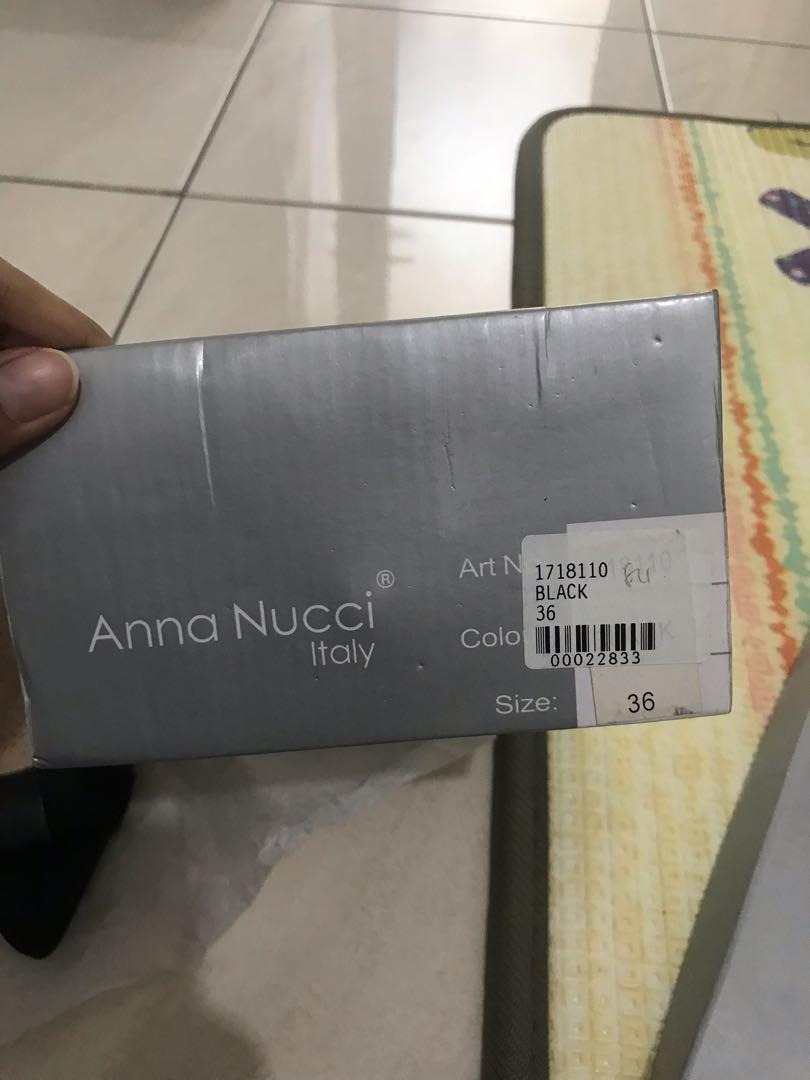 Anna Nucci®
Italy
Art N
1718110
BLACK
36
00022833
Colo
Size: 36